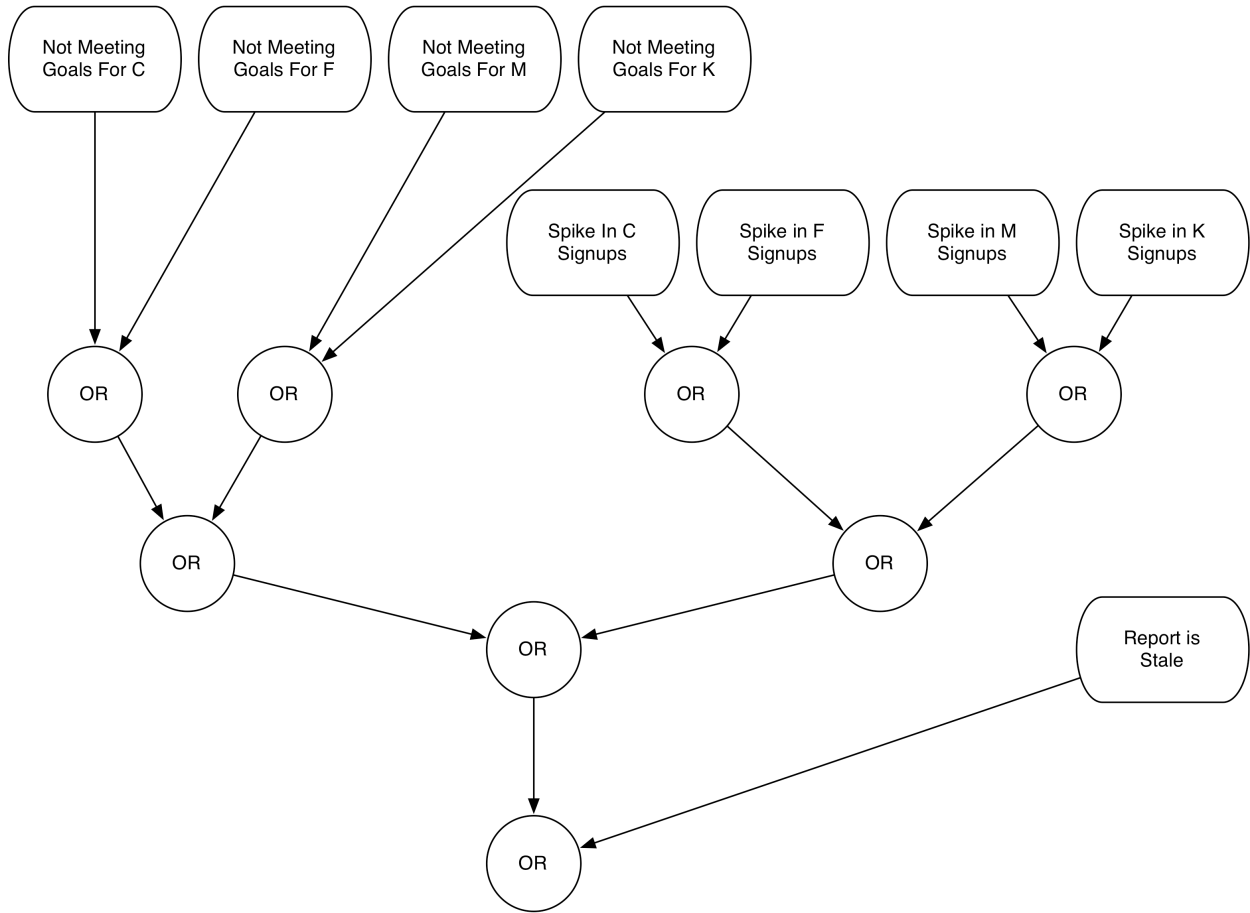 Not Meeting
Goals For C
Not Meeting
Goals For F
Not Meeting
Goals For M
Not Meeting
Goals For K
Spike In C
Signups
Spike in F
Signups
Spike in M
Signups
Spike in K
Signups
OR
OR
OR
OR
OR
OR
OR
Report is
Stale
OR